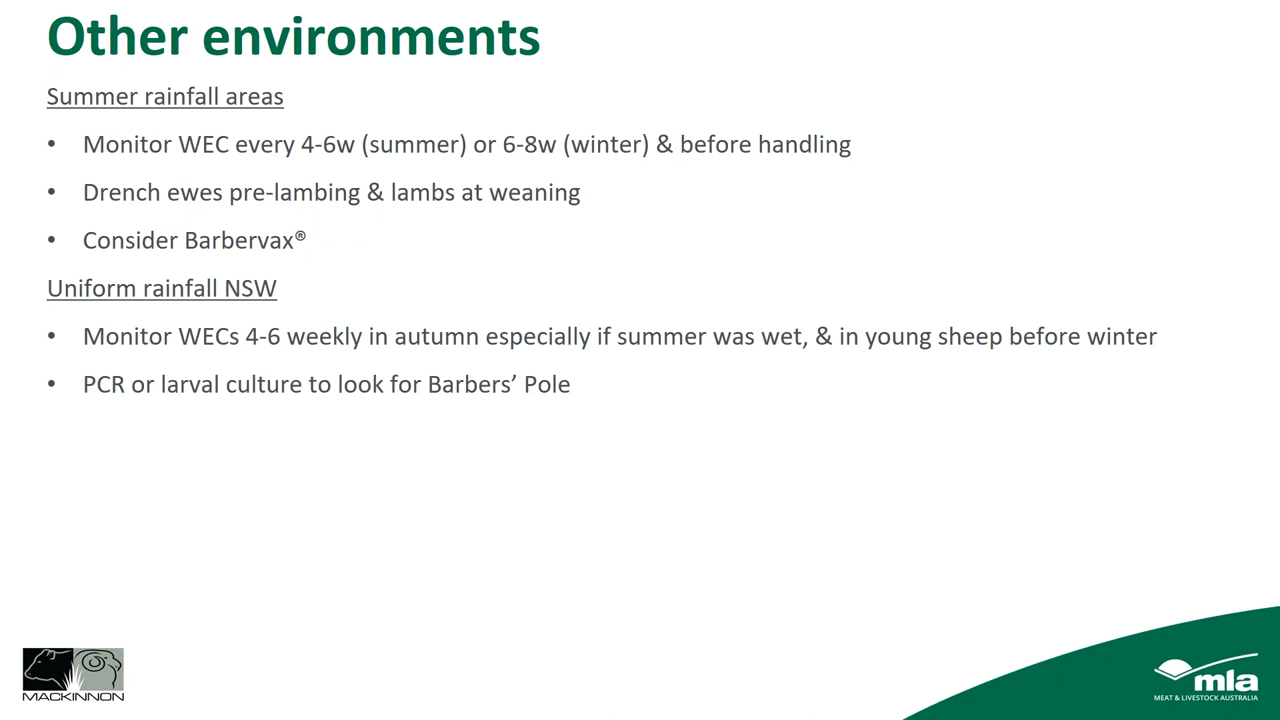 Other environments
Summer rainfall areas
• Monitor WEC every 4-6w (summer) or 6-8w (winter) & before handling
• Drench ewes pre-lambing & lambs at weaning
• Consider Barbervax®
Uniform rainfall NSW
• Monitor WECs 4-6 weekly in autumn especially if summer was wet, & in young sheep before winter
• PCR or larval culture to look for Barbers’ Pole
MACKINNON
mla
MEAT & LIVESTOCK AUSTRALIA